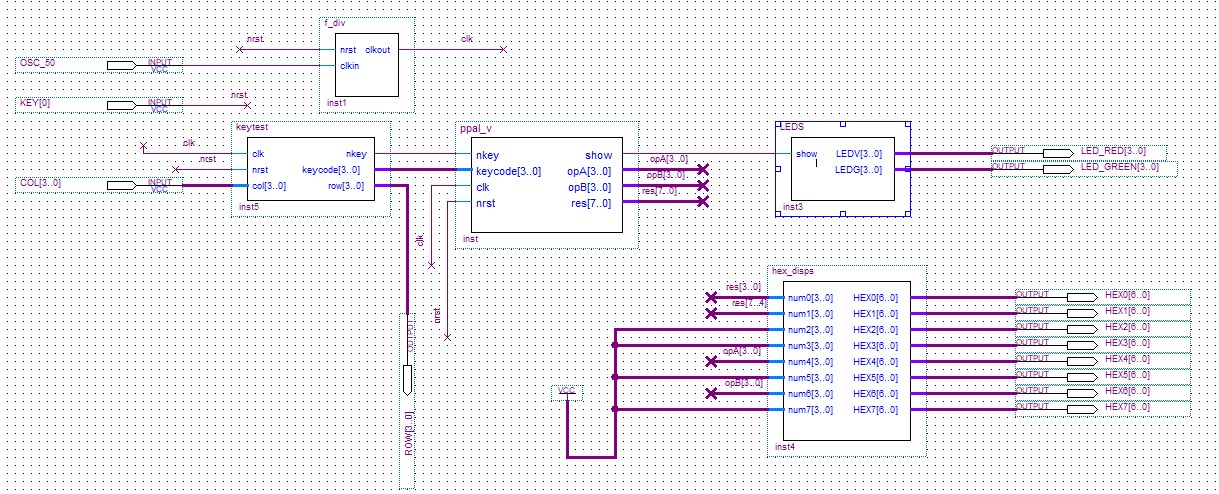 f_div
nrst
clk
nrst clkout
clkin
OSC_50
INPUT
VCC
inst1
KEY[0]
INPUT
VCC
nrst
keytest
clk
nrst
COL[3..0]
INPUT
VCC
clk nkey
nrst keycode[3..0]
col[3..0] row[3..0]
inst5
ppal_v
nkey show
keycode[3..0] opA[3..0]
clk opB[3..0]
nrst res[7..0]
inst
clk
nrst
opA[3..0]
opB[3..0]
res[7..0]
LEDS
show LEDV[3..0]
LEDG[3..0]
inst3
OUTPUT LED_RED[3..0]
OUTPUT LED_GREEN[3..0]
OUTPUT
ROW[3..0]
VCC
hex_disps
res[3..0]
res[7..4]
opA[3..0]
opB[3..0]
num0[3..0] HEX0[6..0]
num1[3..0] HEX1[6..0]
num2[3..0] HEX2[6..0]
num3[3..0] HEX3[6..0]
num4[3..0] HEX4[6..0]
num5[3..0] HEX5[6..0]
num6[3..0] HEX6[6..0]
num7[3..0] HEX7[6..0]
inst4
OUTPUT HEX0[6..0]
OUTPUT HEX1[6..0]
OUTPUT HEX2[6..0]
OUTPUT HEX3[6..0]
OUTPUT HEX4[6..0]
OUTPUT HEX5[6..0]
OUTPUT HEX6[6..0]
OUTPUT HEX7[6..0]